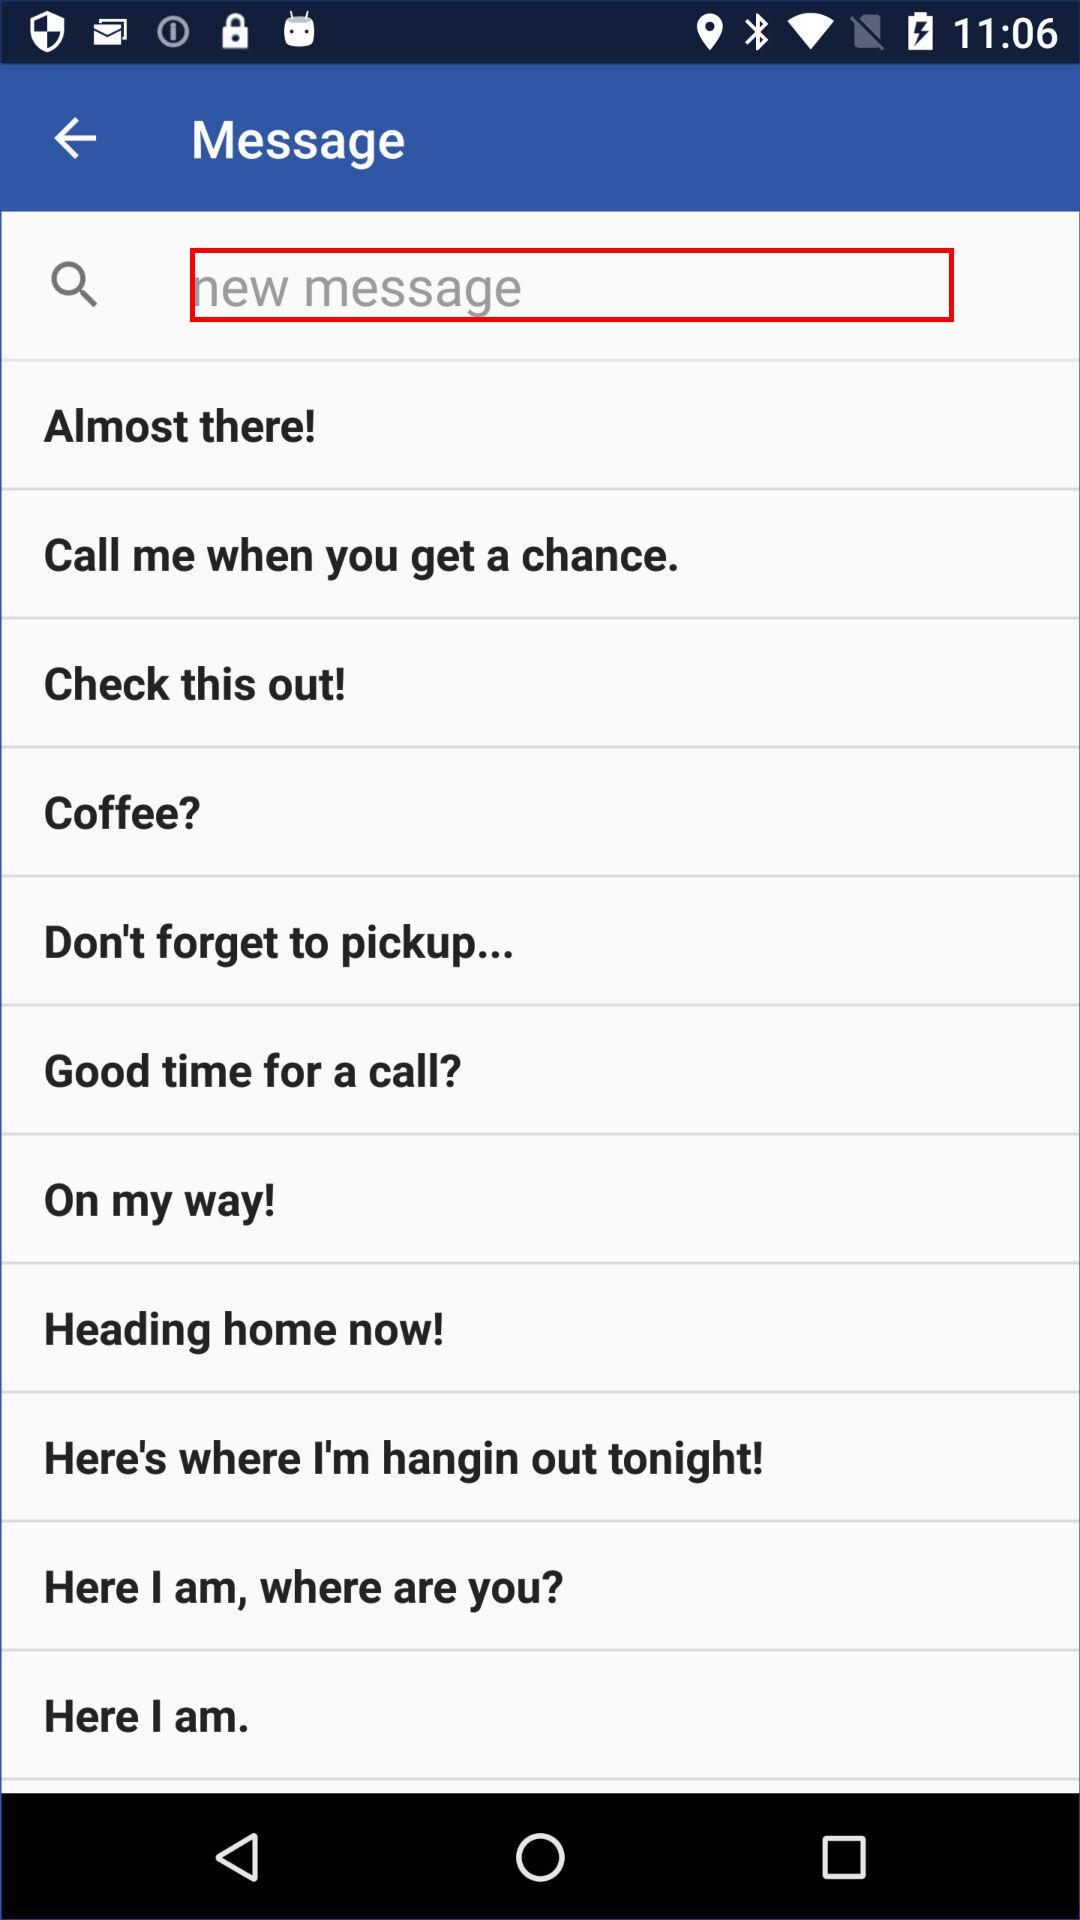 11:06
Message
new message
Almost there!
Call me when you get a chance.
Check this out!
Coffee?
Don't forget to pickup...
Good time for a call?
On my way!
Heading home now!
Here's where I'm hangin out tonight!
Here I am, where are you?
Here I am.